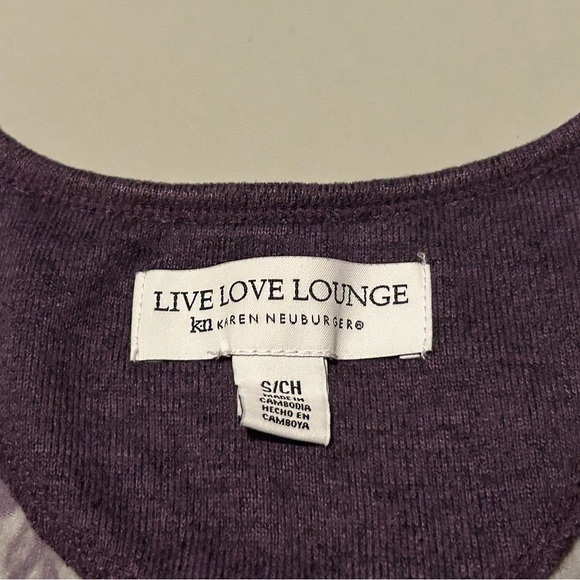 LIVE LOVE LOUNGE
kn KAREN NEUBURGER®
S/CH
MADE IN
CAMBODIA
HECHO EN
CAMBOYA